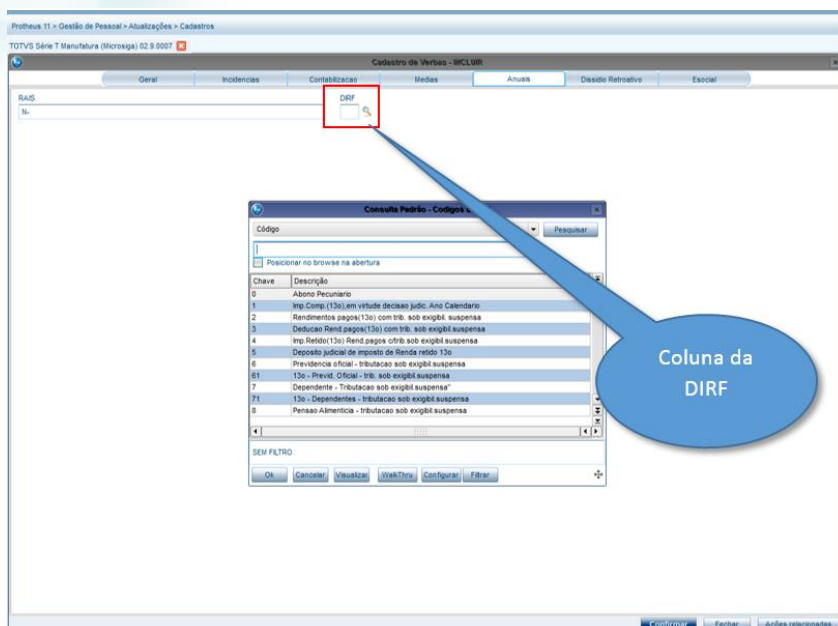 Protheus 11 > Gestão de Pessoal > Atualizações > Cadastros
TOTVS Série T Manufatura (Microsiga) 02.9.0007
Cadastro de Verbas - INCLUIR
Geral Incidencias Contabilizacao Medias Anuais Dissidio Retroativo Esocial
RAIS DIRF
N-
Consulta Padrão - Codigos
Código Pesquisar
Posicionar no browse na abertura
Chave Descrição
0 Abono Pecuniario
1 Imp.Comp.(13o),em virtude decisao judic. Ano Calendario
2 Rendimentos pagos(13o) com trib. sob exigibil. suspensa
3 Deducao Rend.pagos(13o) com trib. sob exigibil.suspensa
4 Imp.Retido(13o) Rend.pagos c/trib.sob exigibil.suspensa
5 Deposito judicial de imposto de Renda retido 13o
6 Previdencia oficial - tributacao sob exigibil.suspensa
61 13o - Previd. Oficial - trib. sob exigibil.suspensa
7 Dependente - Tributacao sob exigibil.suspensa"
71 13o - Dependentes - tributacao sob exigibil.suspensa
8 Pensao Alimenticia - tributacao sob exigibil.suspensa
SEM FILTRO
Ok Cancelar Visualizar WalkThru Configurar Filtrar
Coluna da
DIRF
Confirmar Fechar Ações relacionadas